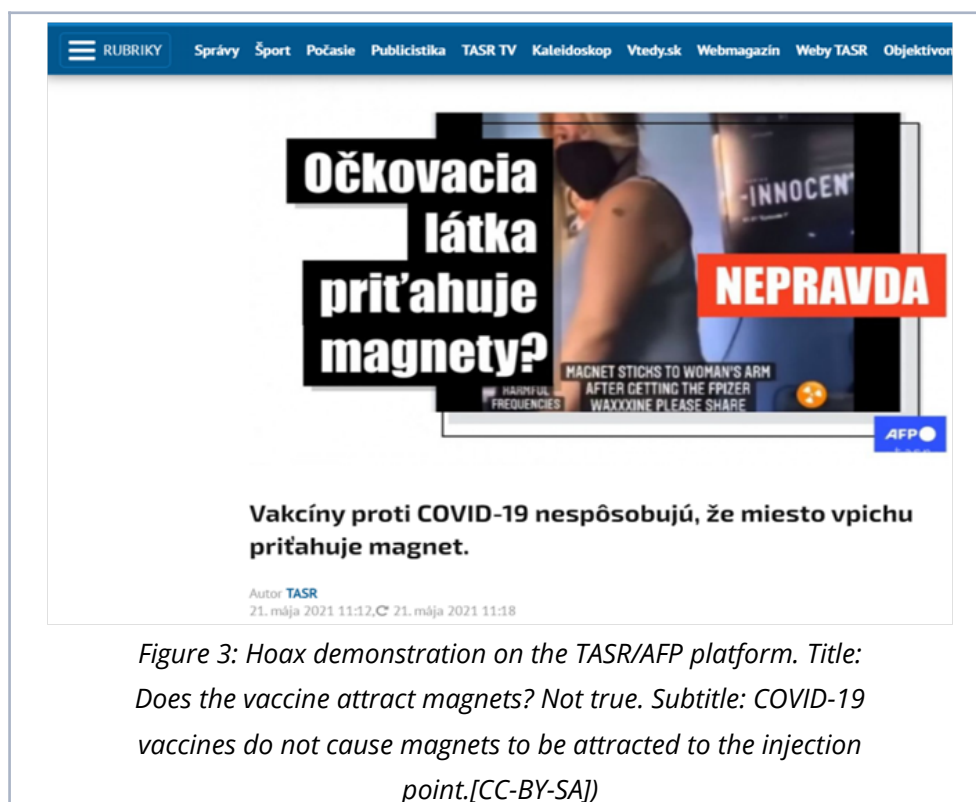 RUBRIKY Správy Šport Počasie Publicistika TASR TV Kaleidoskop Vtedy.sk Webmagazín Weby TASR Objektívon
Očkovacia
látka
priťahuje
magnety?
-INNOCEN
NEPRAVDA
MAGNET STICKS TO WOMAN'S ARM
AFTER GETTING THE FPIZER
WAXXXINE PLEASE SHARE
HARMFUL
FREQUENCIES
AFP
Vakcíny proti COVID-19 nespôsobujú, že miesto vpichu
priťahuje magnet.
Autor TASR
21. mája 2021 11:12, 21. mája 2021 11:18
Figure 3: Hoax demonstration on the TASR/AFP platform. Title:
Does the vaccine attract magnets? Not true. Subtitle: COVID-19
vaccines do not cause magnets to be attracted to the injection
point.[CC-BY-SA])